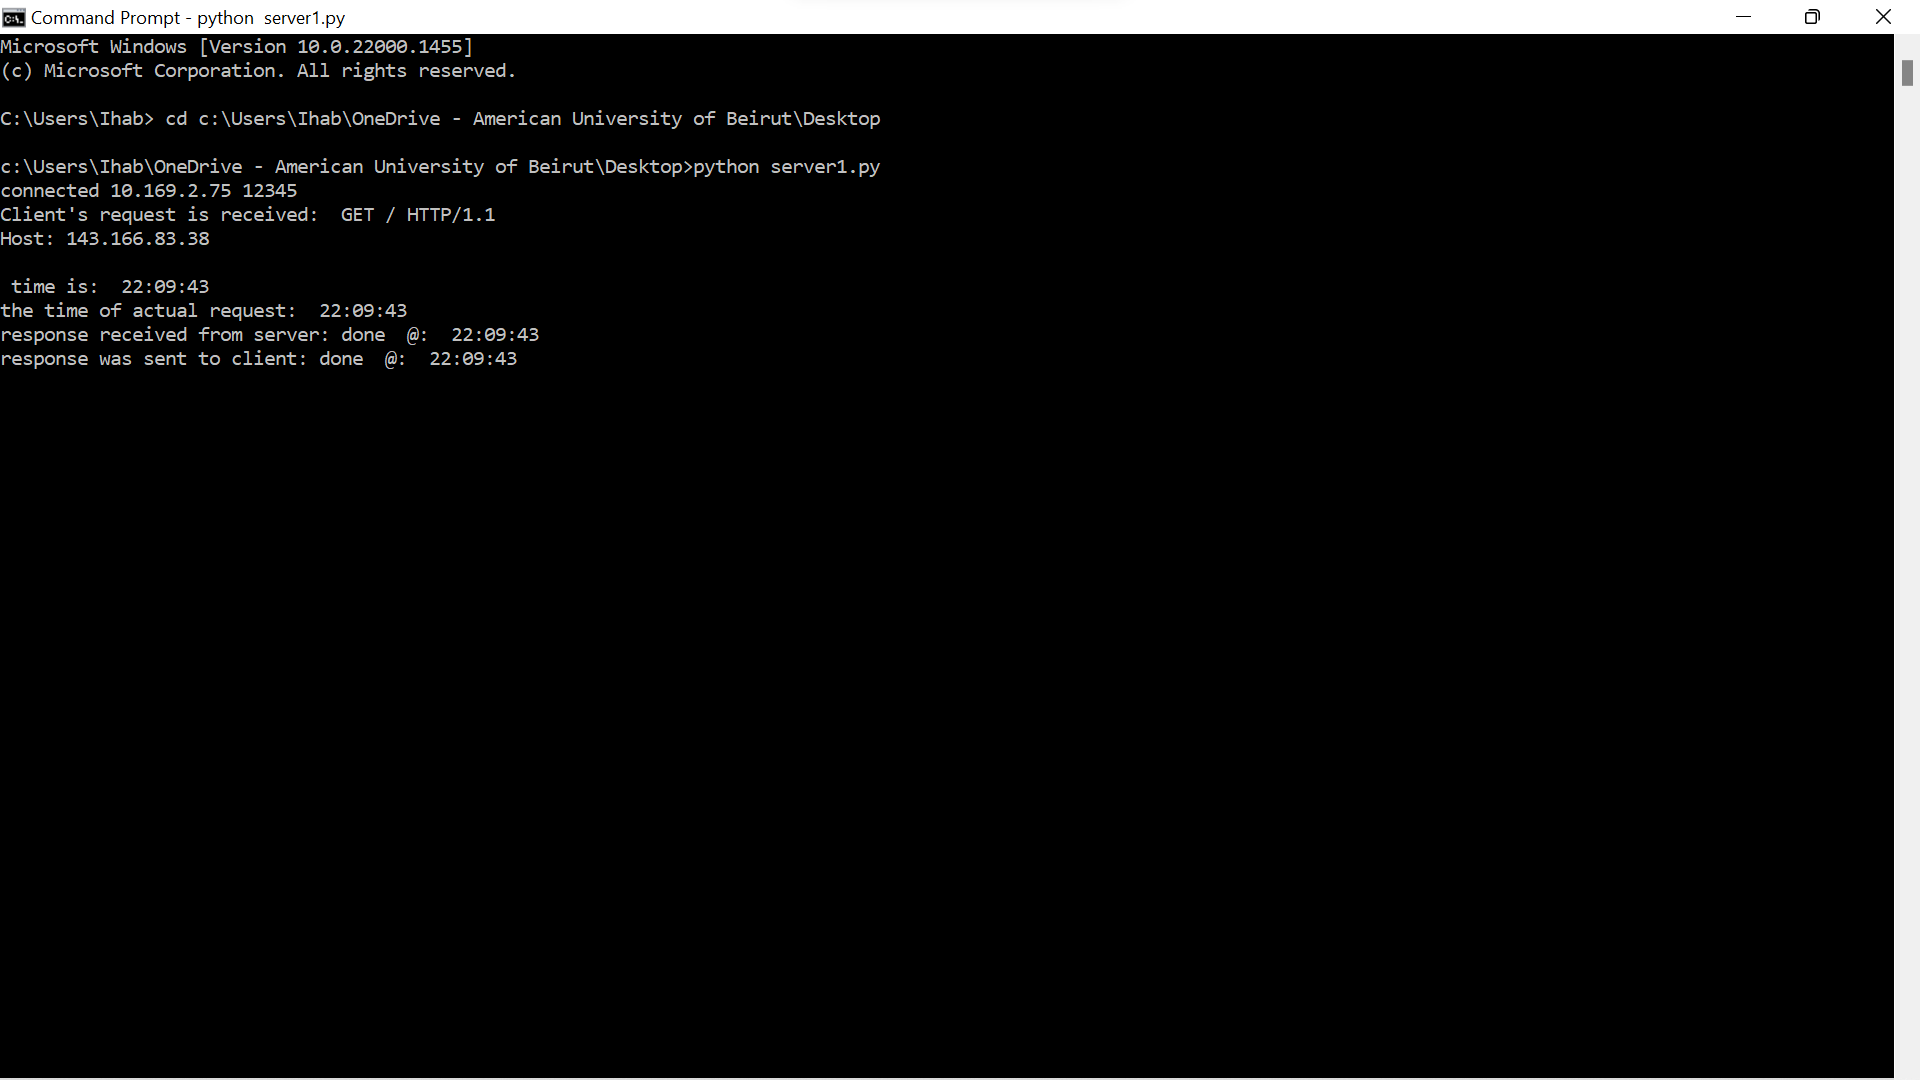 Command Prompt - python  server1.py
Microsoft Windows [Version 10.0.22000.1455]
(c) Microsoft Corporation. All rights reserved.
C:\Users\Ihab> cd c:\Users\Ihab\OneDrive - American University of Beirut\Desktop
c:\Users\Ihab\OneDrive - American University of Beirut\Desktop>python server1.py
connected 10.169.2.75 12345
Client's request is received:  GET / HTTP/1.1
Host: 143.166.83.38
 time is:  22:09:43
the time of actual request:  22:09:43
response received from server: done  @:  22:09:43
response was sent to client: done  @:  22:09:43